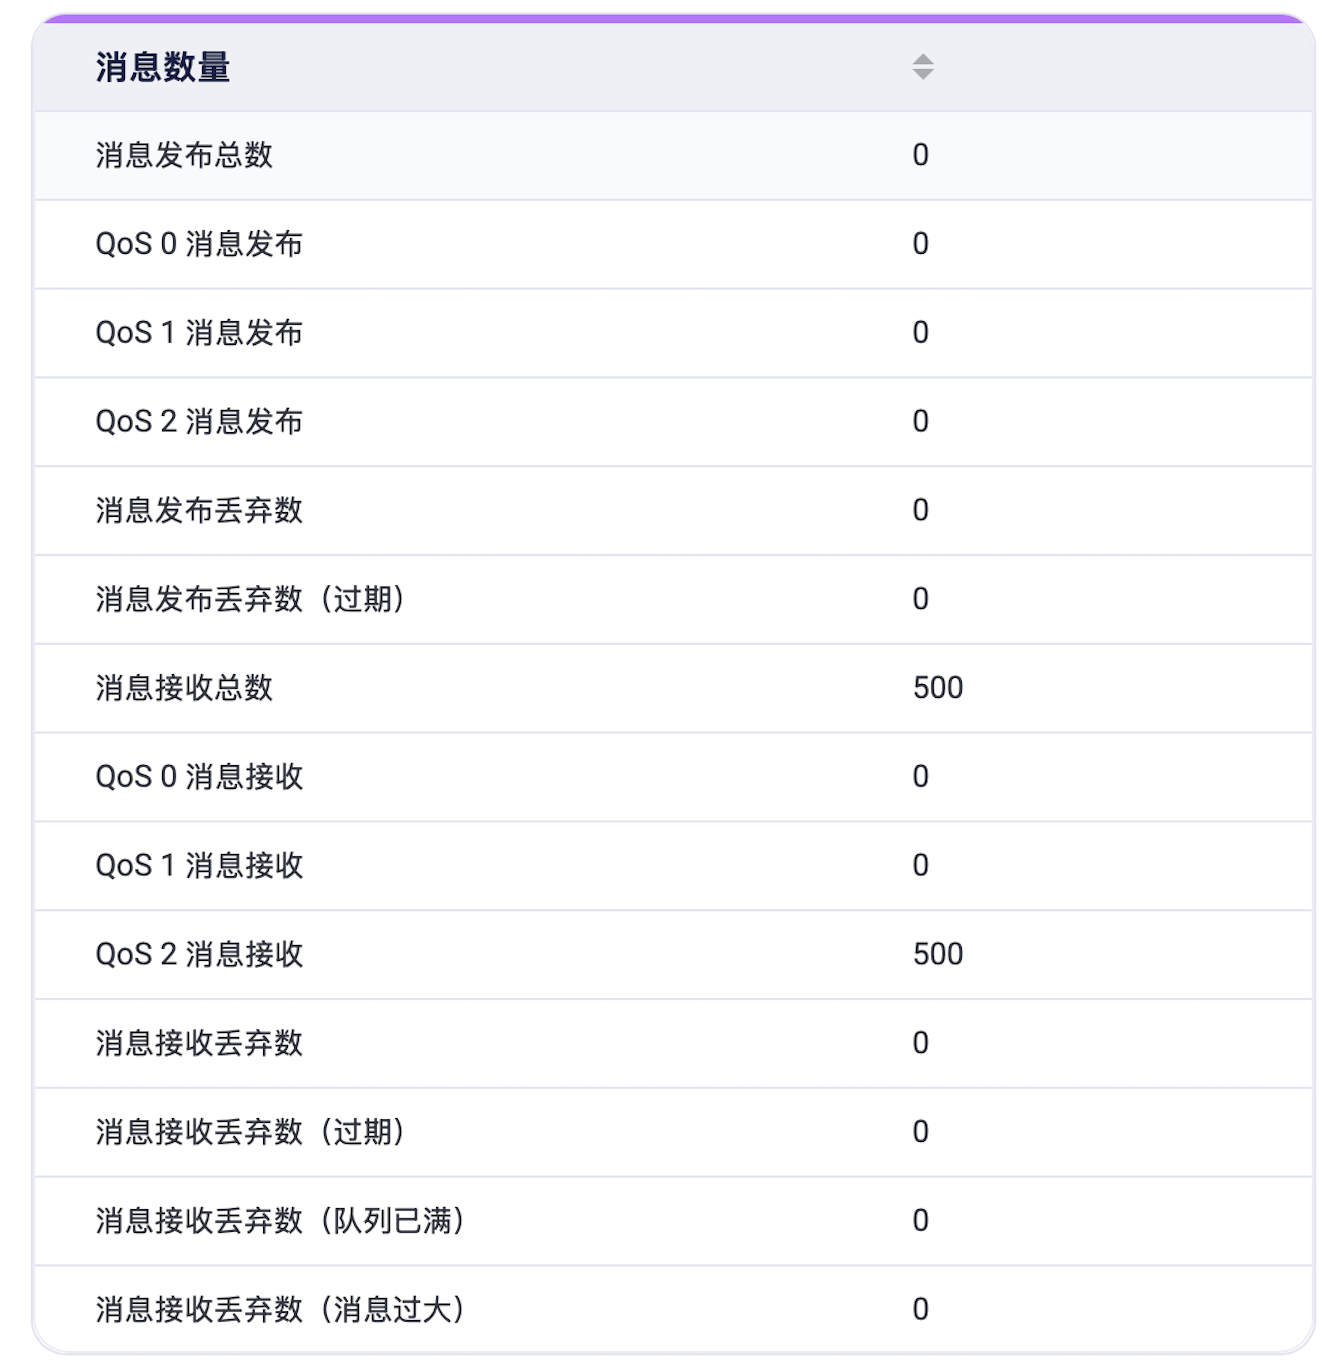 消息数量
消息发布总数 0
QoS 0 消息发布 0
QoS 1 消息发布 0
QoS 2 消息发布 0
消息发布丢弃数 0
消息发布丢弃数（过期） 0
消息接收总数 500
QoS 0 消息接收 0
QoS 1 消息接收 0
QoS 2 消息接收 500
消息接收丢弃数 0
消息接收丢弃数（过期） 0
消息接收丢弃数（队列已满） 0
消息接收丢弃数（消息过大） 0